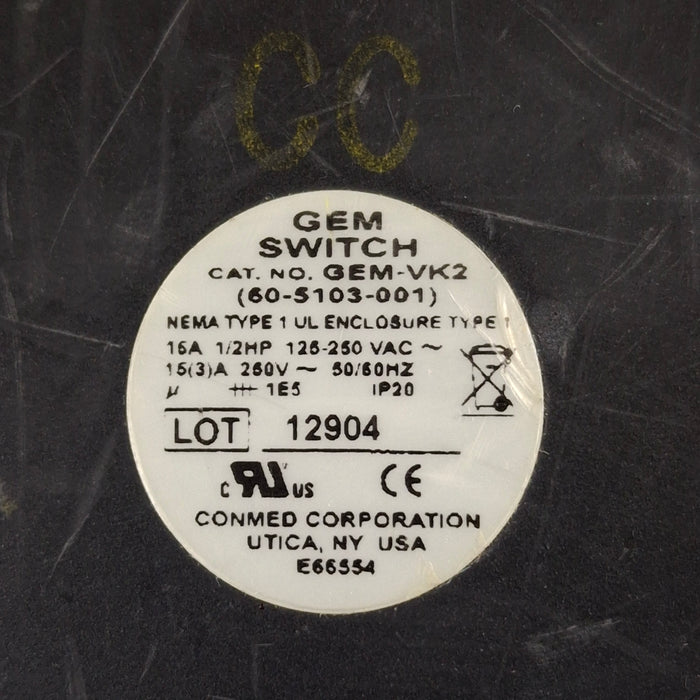 CC
GEM
SWITCH
CAT. NO. GEM-VK2
(60-5103-001)
NEMA TYPE 1 UL ENCLOSURE TYPE 1
15A 1/2HP 125-250 VAC ~
15(3)A 250V ~ 50/60HZ
µ 1E5 IP20
LOT 12904
C RU US CE
CONMED CORPORATION
UTICA, NY USA
E66554